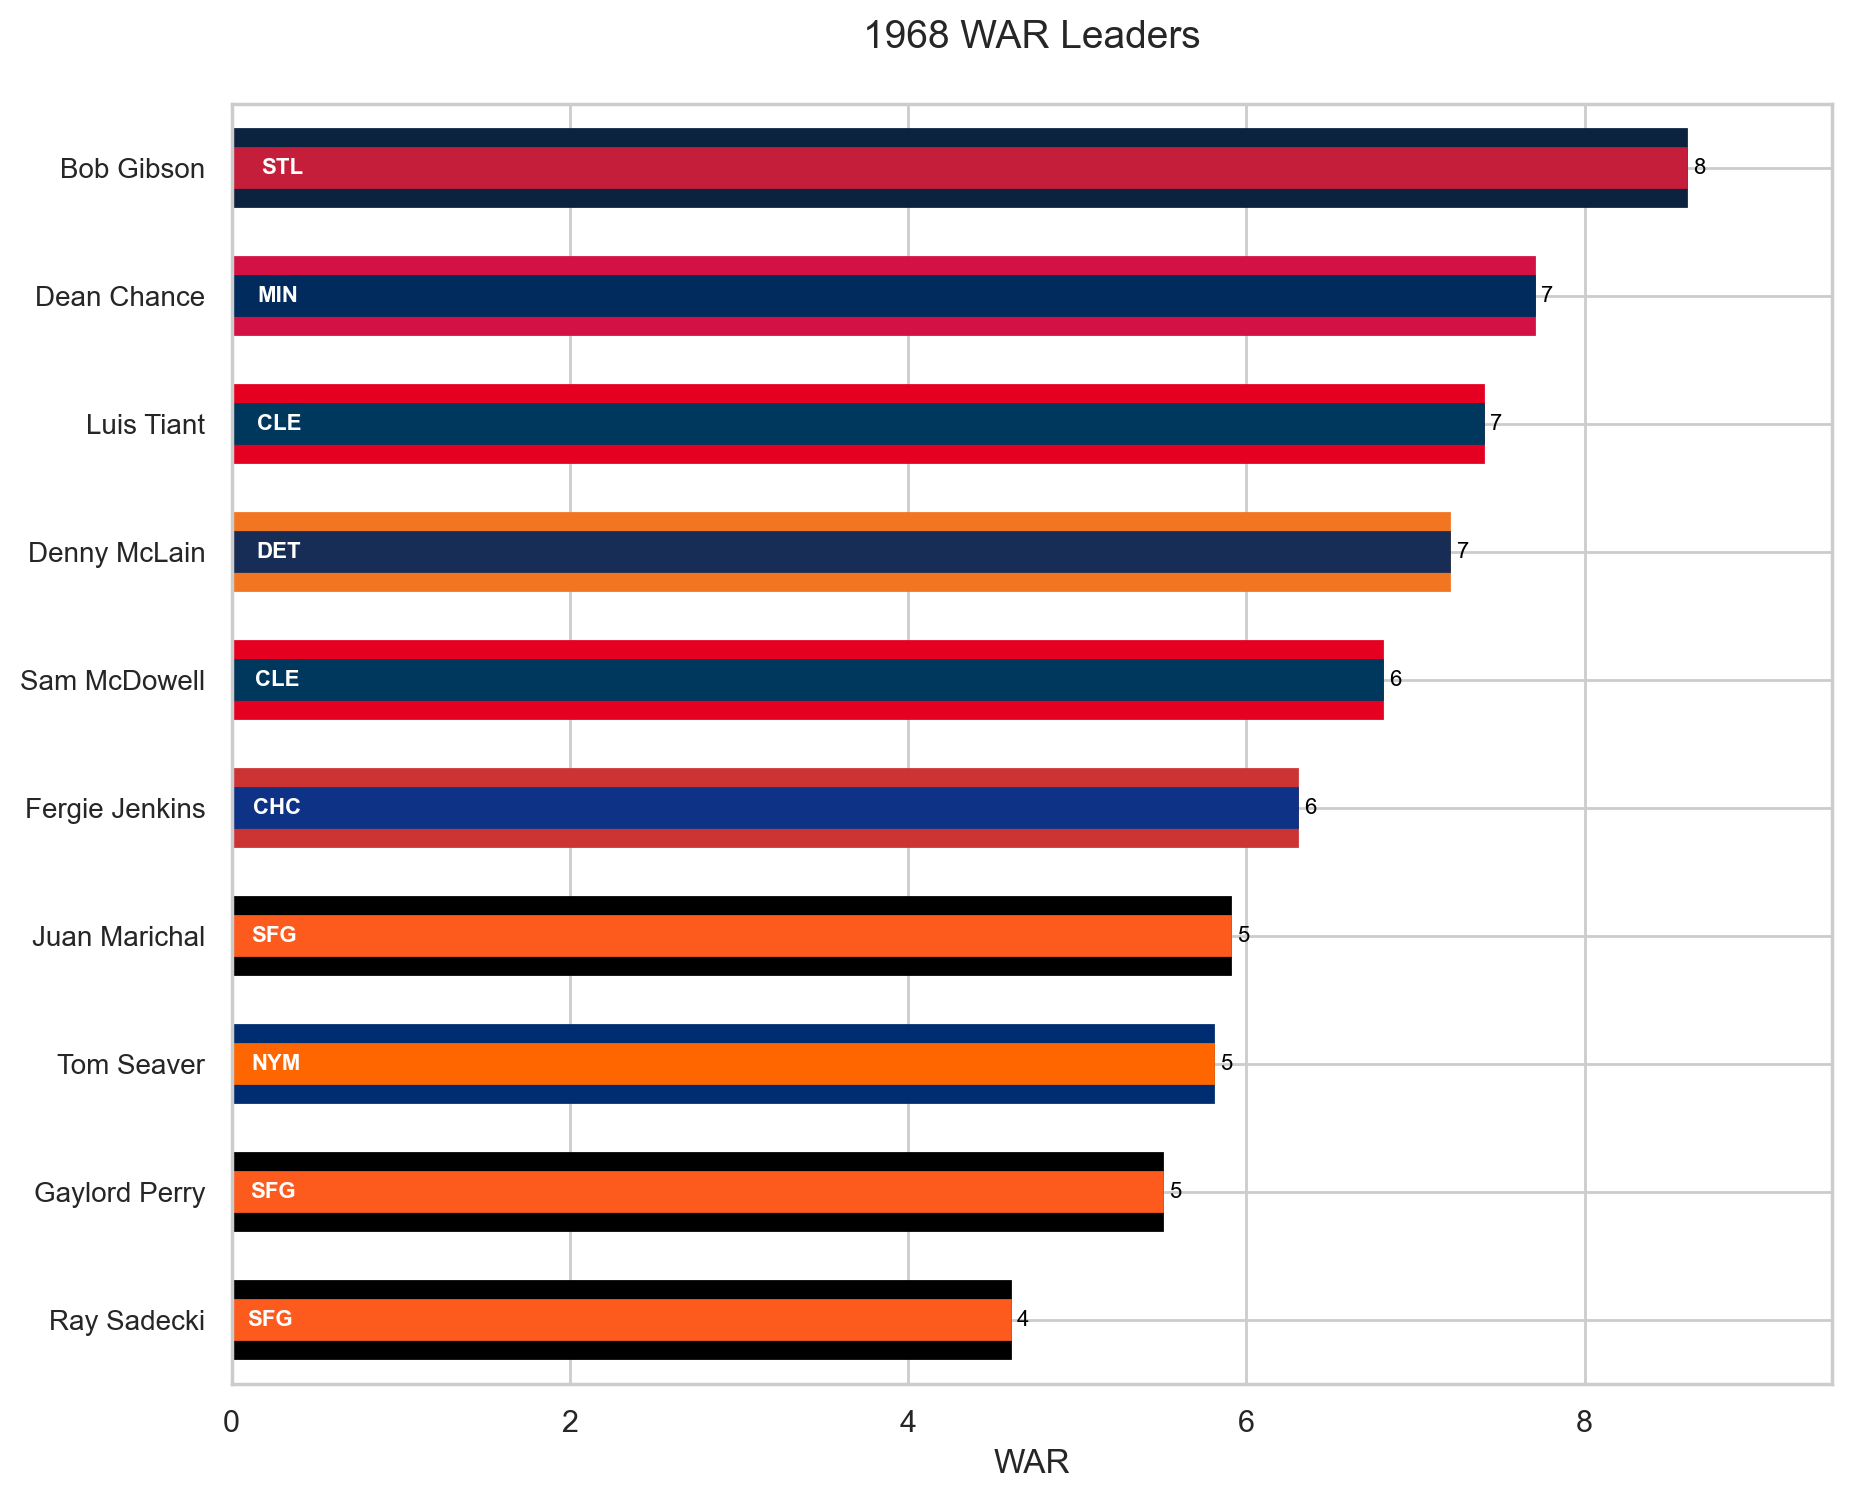 1968 WAR Leaders
Bob Gibson STL 8
Dean Chance MIN 7
Luis Tiant CLE 7
Denny McLain DET 7
Sam McDowell CLE 6
Fergie Jenkins CHC 6
Juan Marichal SFG 5
Tom Seaver NYM 5
Gaylord Perry SFG 5
Ray Sadecki SFG 4
0 2 4 6 8
WAR